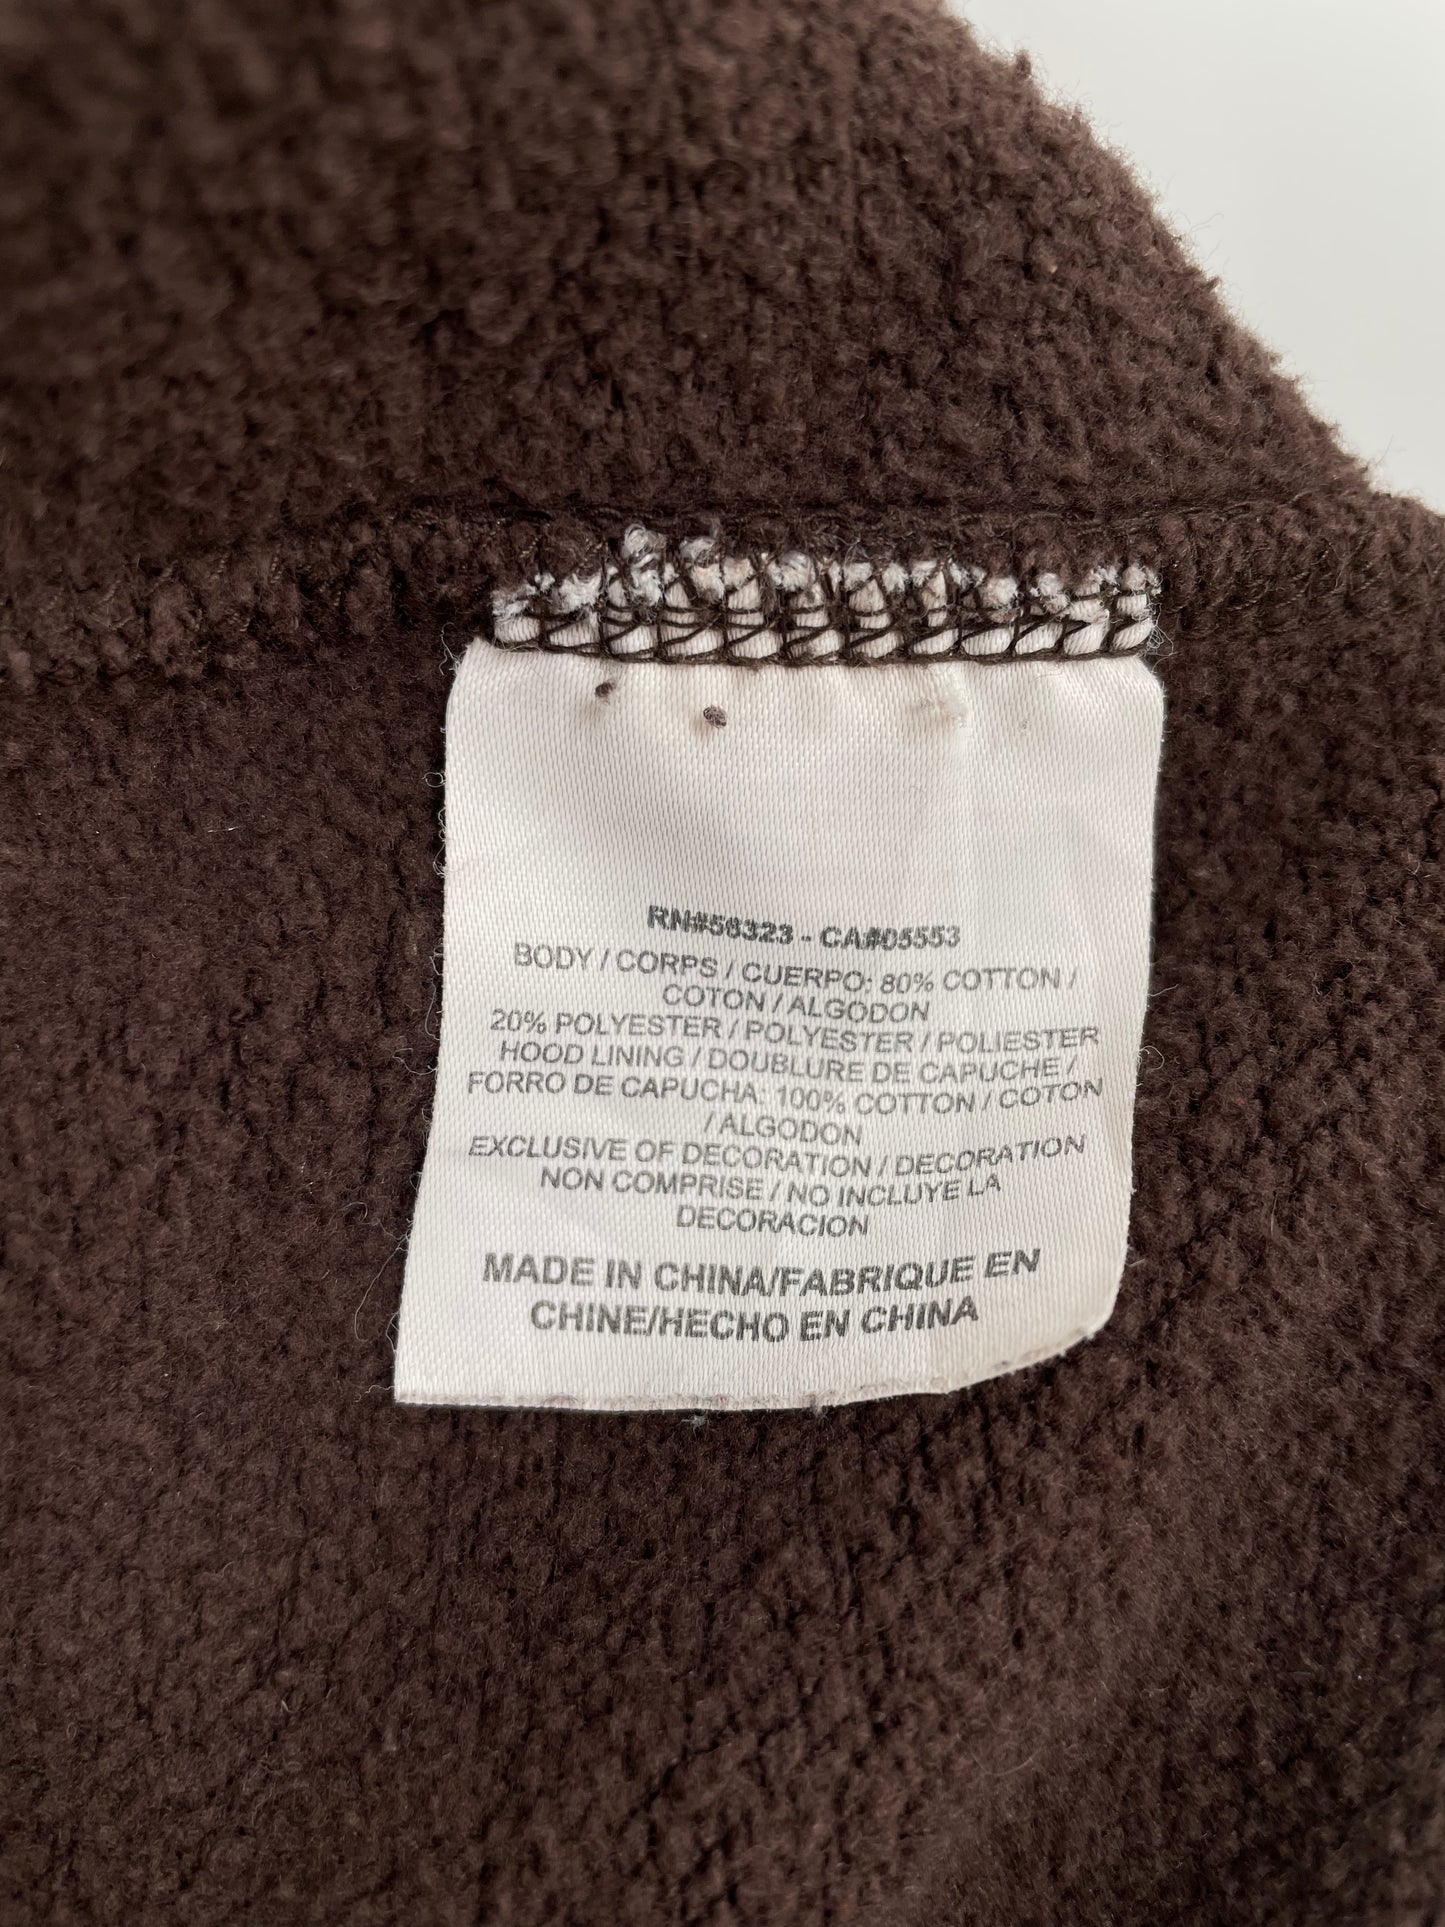 RN#56323 - CA#05553
BODY / CORPS / CUERPO: 80% COTTON /
COTON / ALGODON
20% POLYESTER / POLYESTER / POLIESTER
HOOD LINING / DOUBLURE DE CAPUCHE /
FORRO DE CAPUCHA: 100% COTTON / COTON
/ ALGODON
EXCLUSIVE OF DECORATION / DECORATION
NON COMPRISE / NO INCLUYE LA
DECORACION
MADE IN CHINA/FABRIQUE EN
CHINE/HECHO EN CHINA